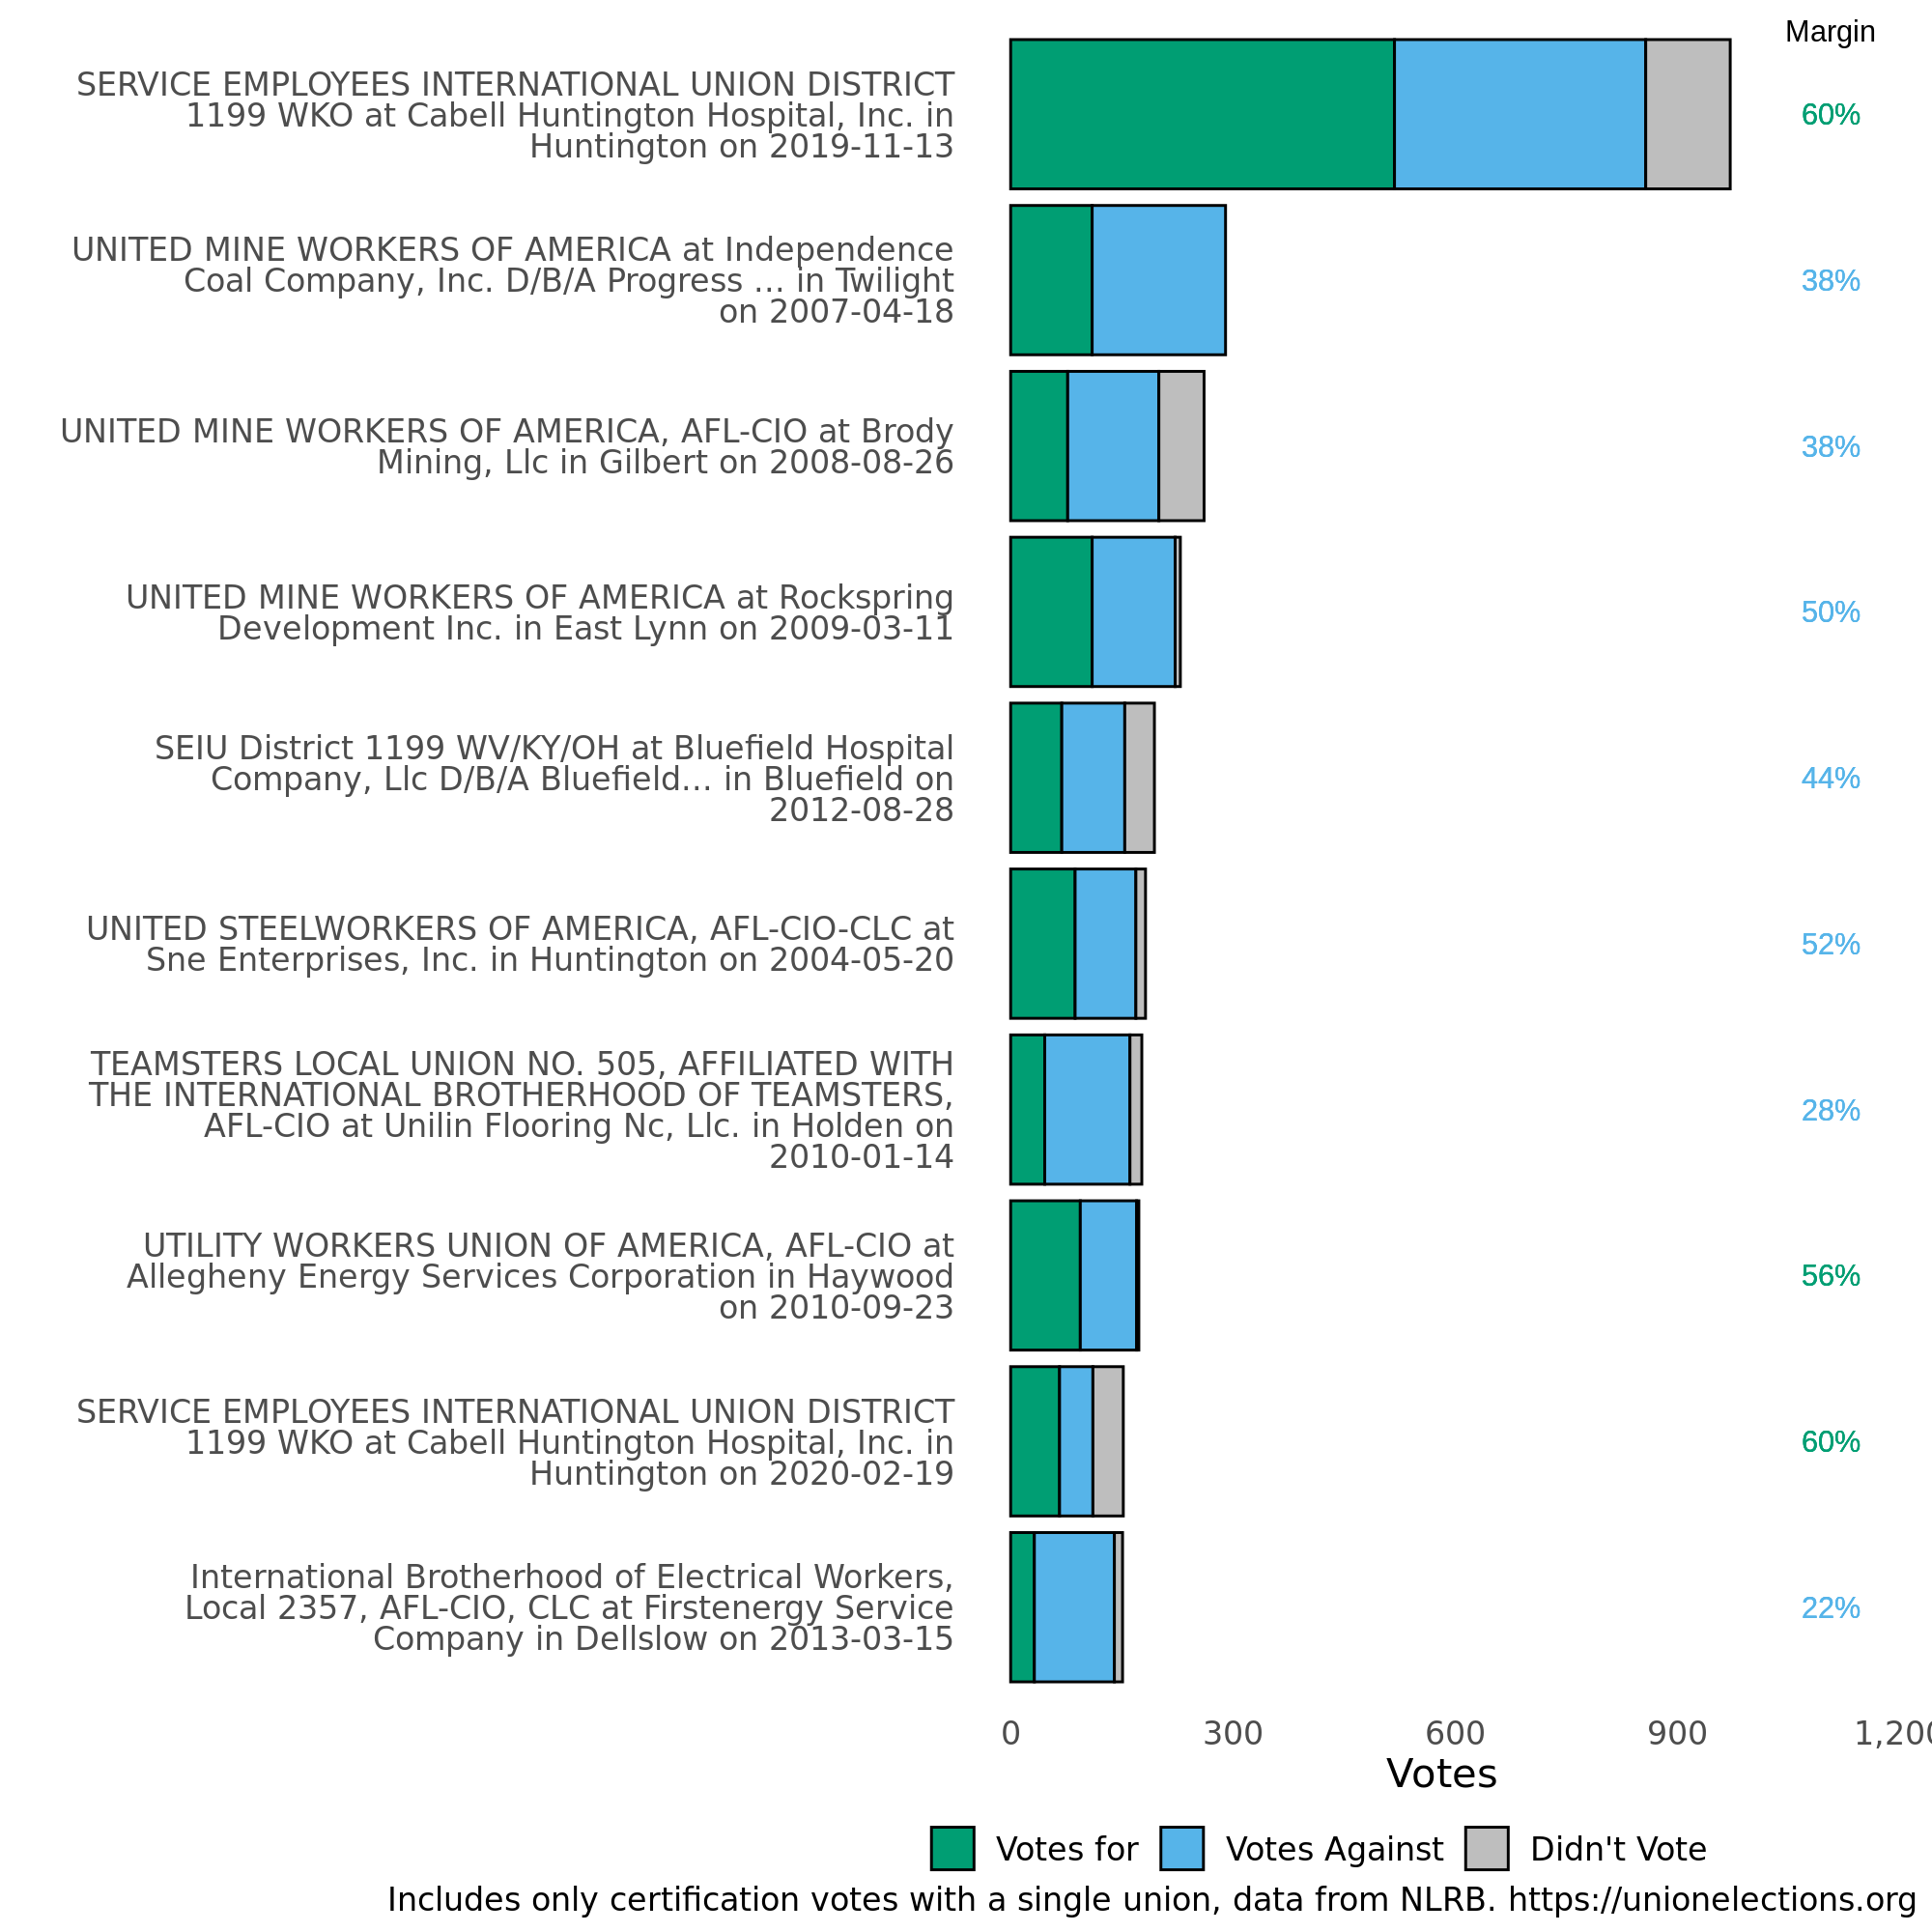 Margin
SERVICE EMPLOYEES INTERNATIONAL UNION DISTRICT
1199 WKO at Cabell Huntington Hospital, Inc. in
Huntington on 2019-11-13
60%
UNITED MINE WORKERS OF AMERICA at Independence
Coal Company, Inc. D/B/A Progress ... in Twilight
on 2007-04-18
38%
UNITED MINE WORKERS OF AMERICA, AFL-CIO at Brody
Mining, Llc in Gilbert on 2008-08-26
38%
UNITED MINE WORKERS OF AMERICA at Rockspring
Development Inc. in East Lynn on 2009-03-11
50%
SEIU District 1199 WV/KY/OH at Bluefield Hospital
Company, Llc D/B/A Bluefield... in Bluefield on
2012-08-28
44%
UNITED STEELWORKERS OF AMERICA, AFL-CIO-CLC at
Sne Enterprises, Inc. in Huntington on 2004-05-20
52%
TEAMSTERS LOCAL UNION NO. 505, AFFILIATED WITH
THE INTERNATIONAL BROTHERHOOD OF TEAMSTERS,
AFL-CIO at Unilin Flooring Nc, Llc. in Holden on
2010-01-14
28%
UTILITY WORKERS UNION OF AMERICA, AFL-CIO at
Allegheny Energy Services Corporation in Haywood
on 2010-09-23
56%
SERVICE EMPLOYEES INTERNATIONAL UNION DISTRICT
1199 WKO at Cabell Huntington Hospital, Inc. in
Huntington on 2020-02-19
60%
International Brotherhood of Electrical Workers,
Local 2357, AFL-CIO, CLC at Firstenergy Service
Company in Dellslow on 2013-03-15
22%
0 300 600 900 1,200
Votes
Votes for Votes Against Didn't Vote
Includes only certification votes with a single union, data from NLRB. https://unionelections.org